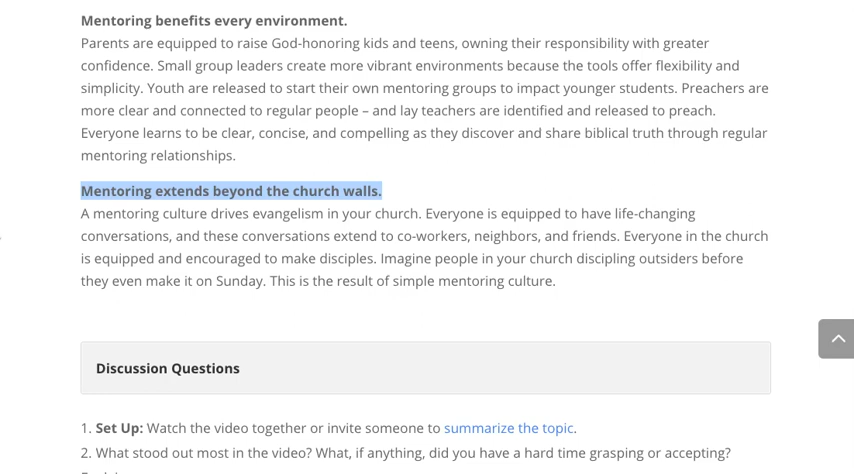 Mentoring benefits every environment.
Parents are equipped to raise God-honoring kids and teens, owning their responsibility with greater
confidence. Small group leaders create more vibrant environments because the tools offer flexibility and
simplicity. Youth are released to start their own mentoring groups to impact younger students. Preachers are
more clear and connected to regular people – and lay teachers are identified and released to preach.
Everyone learns to be clear, concise, and compelling as they discover and share biblical truth through regular
mentoring relationships.
Mentoring extends beyond the church walls.
A mentoring culture drives evangelism in your church. Everyone is equipped to have life-changing
conversations, and these conversations extend to co-workers, neighbors, and friends. Everyone in the church
is equipped and encouraged to make disciples. Imagine people in your church discipling outsiders before
they even make it on Sunday. This is the result of simple mentoring culture.
Discussion Questions
1. Set Up: Watch the video together or invite someone to summarize the topic.
2. What stood out most in the video? What, if anything, did you have a hard time grasping or accepting?